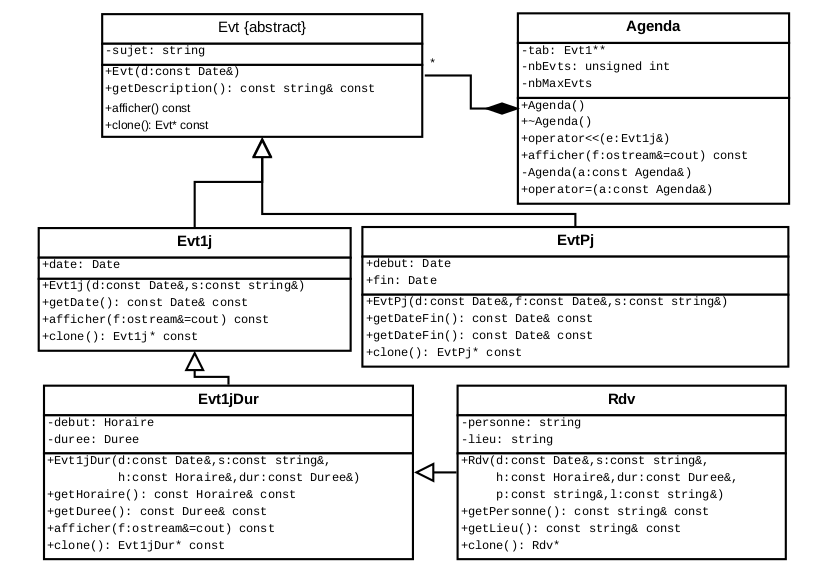 Evt {abstract}
-sujet: string
+Evt(d:const Date&)
+getDescription(): const string& const
+afficher() const
+clone(): Evt* const
*
Agenda
-tab: Evt1**
-nbEvts: unsigned int
-nbMaxEvts
+Agenda()
+~Agenda()
+operator<<(e:Evt1j&)
+afficher(f:ostream&=cout) const
-Agenda(a:const Agenda&)
+operator=(a:const Agenda&)
Evt1j
+date: Date
+Evt1j(d:const Date&,s:const string&)
+getDate(): const Date& const
+afficher(f:ostream&=cout) const
+clone(): Evt1j* const
EvtPj
+debut: Date
+fin: Date
+EvtPj(d:const Date&,f:const Date&,s:const string&)
+getDateFin(): const Date& const
+getDateFin(): const Date& const
+clone(): EvtPj* const
Evt1jDur
-debut: Horaire
-duree: Duree
+Evt1jDur(d:const Date&,s:const string&,
h:const Horaire&,dur:const Duree&)
+getHoraire(): const Horaire& const
+getDuree(): const Duree& const
+afficher(f:ostream&=cout) const
+clone(): Evt1jDur* const
Rdv
-personne: string
-lieu: string
+Rdv(d:const Date&,s:const string&,
h:const Horaire&,dur:const Duree&,
p:const string&,l:const string&)
+getPersonne(): const string& const
+getLieu(): const string& const
+clone(): Rdv*